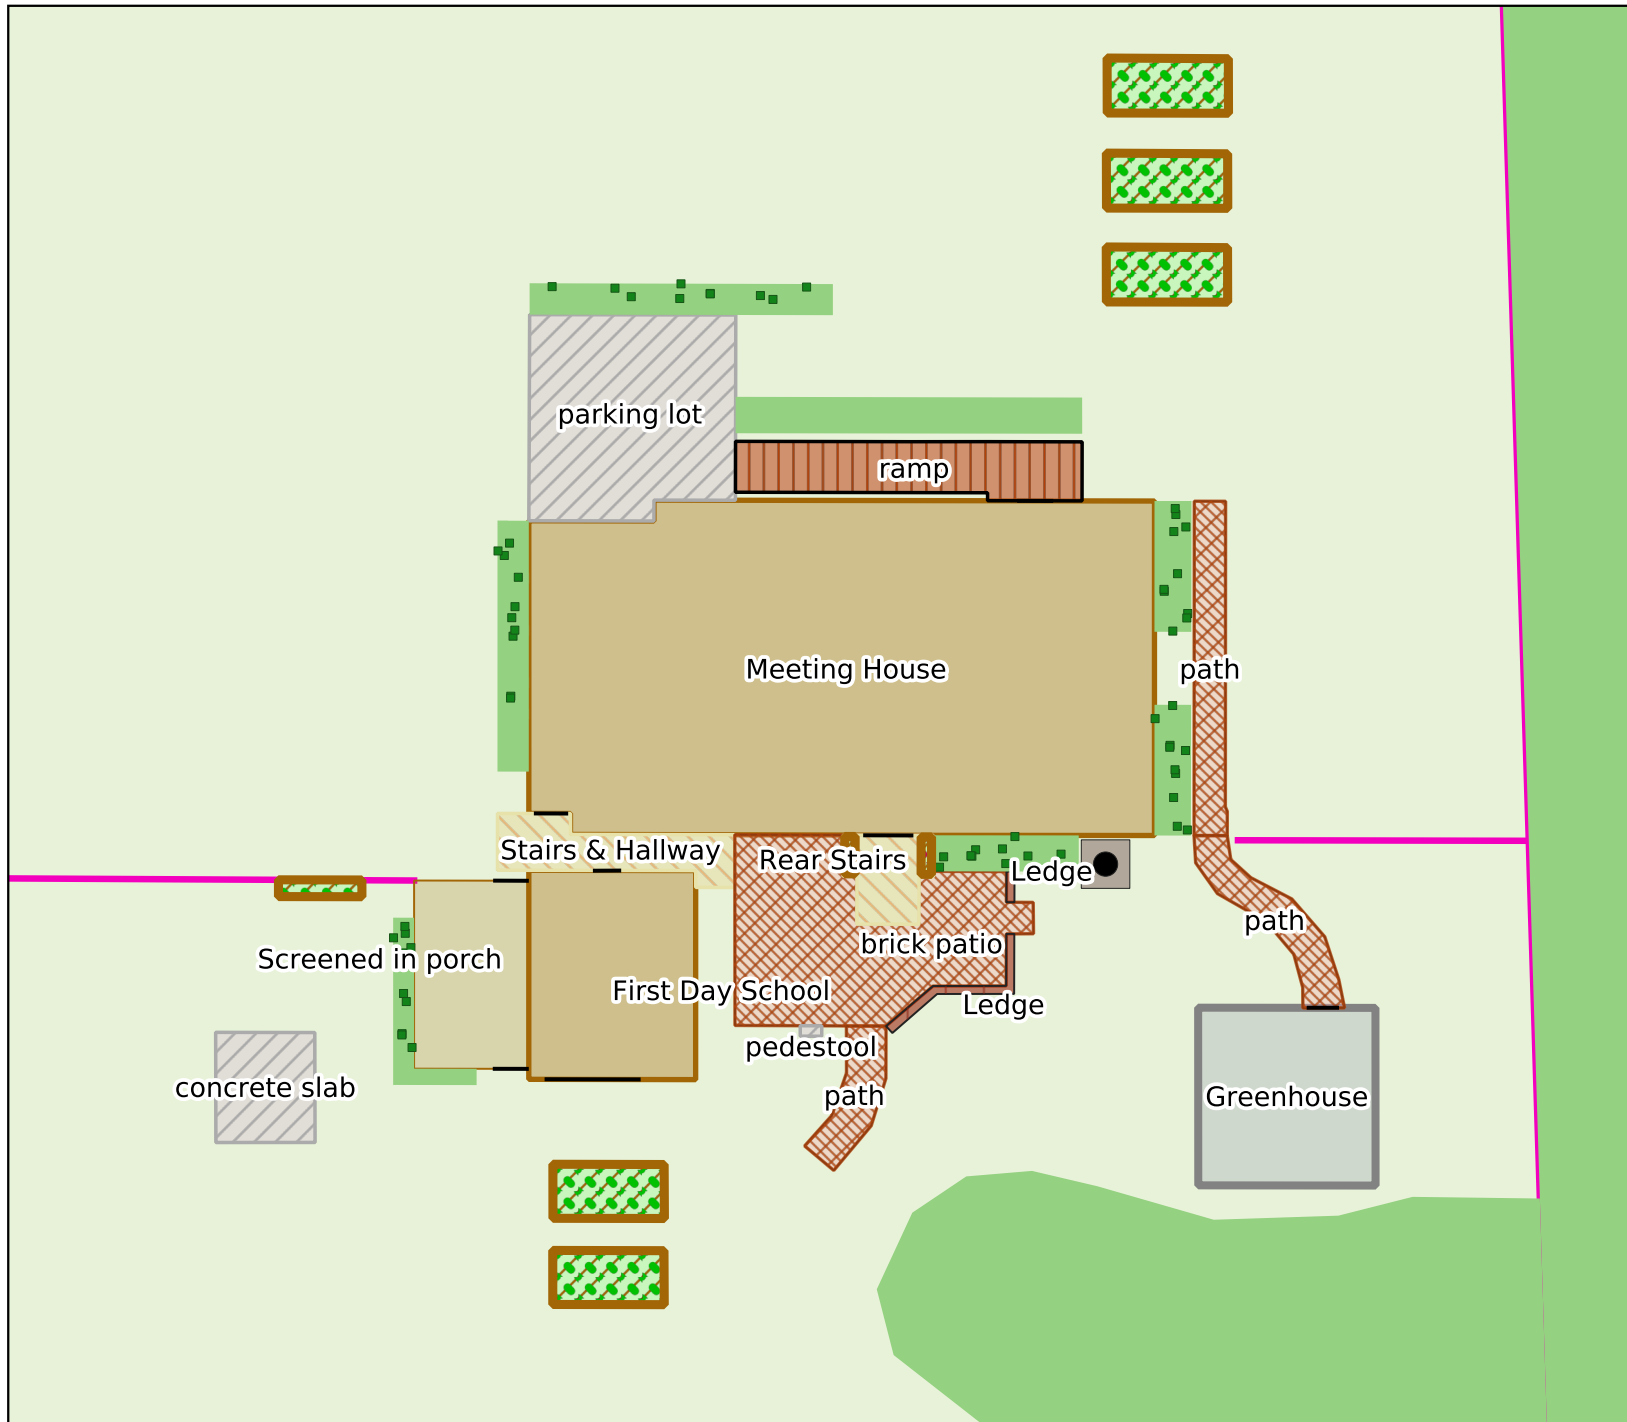 parking lot
ramp
Meeting House
path
Stairs & Hallway
Rear Stairs
Ledge
path
brick patio
Screened in porch
First Day School
Ledge
pedestool
concrete slab
path
Greenhouse